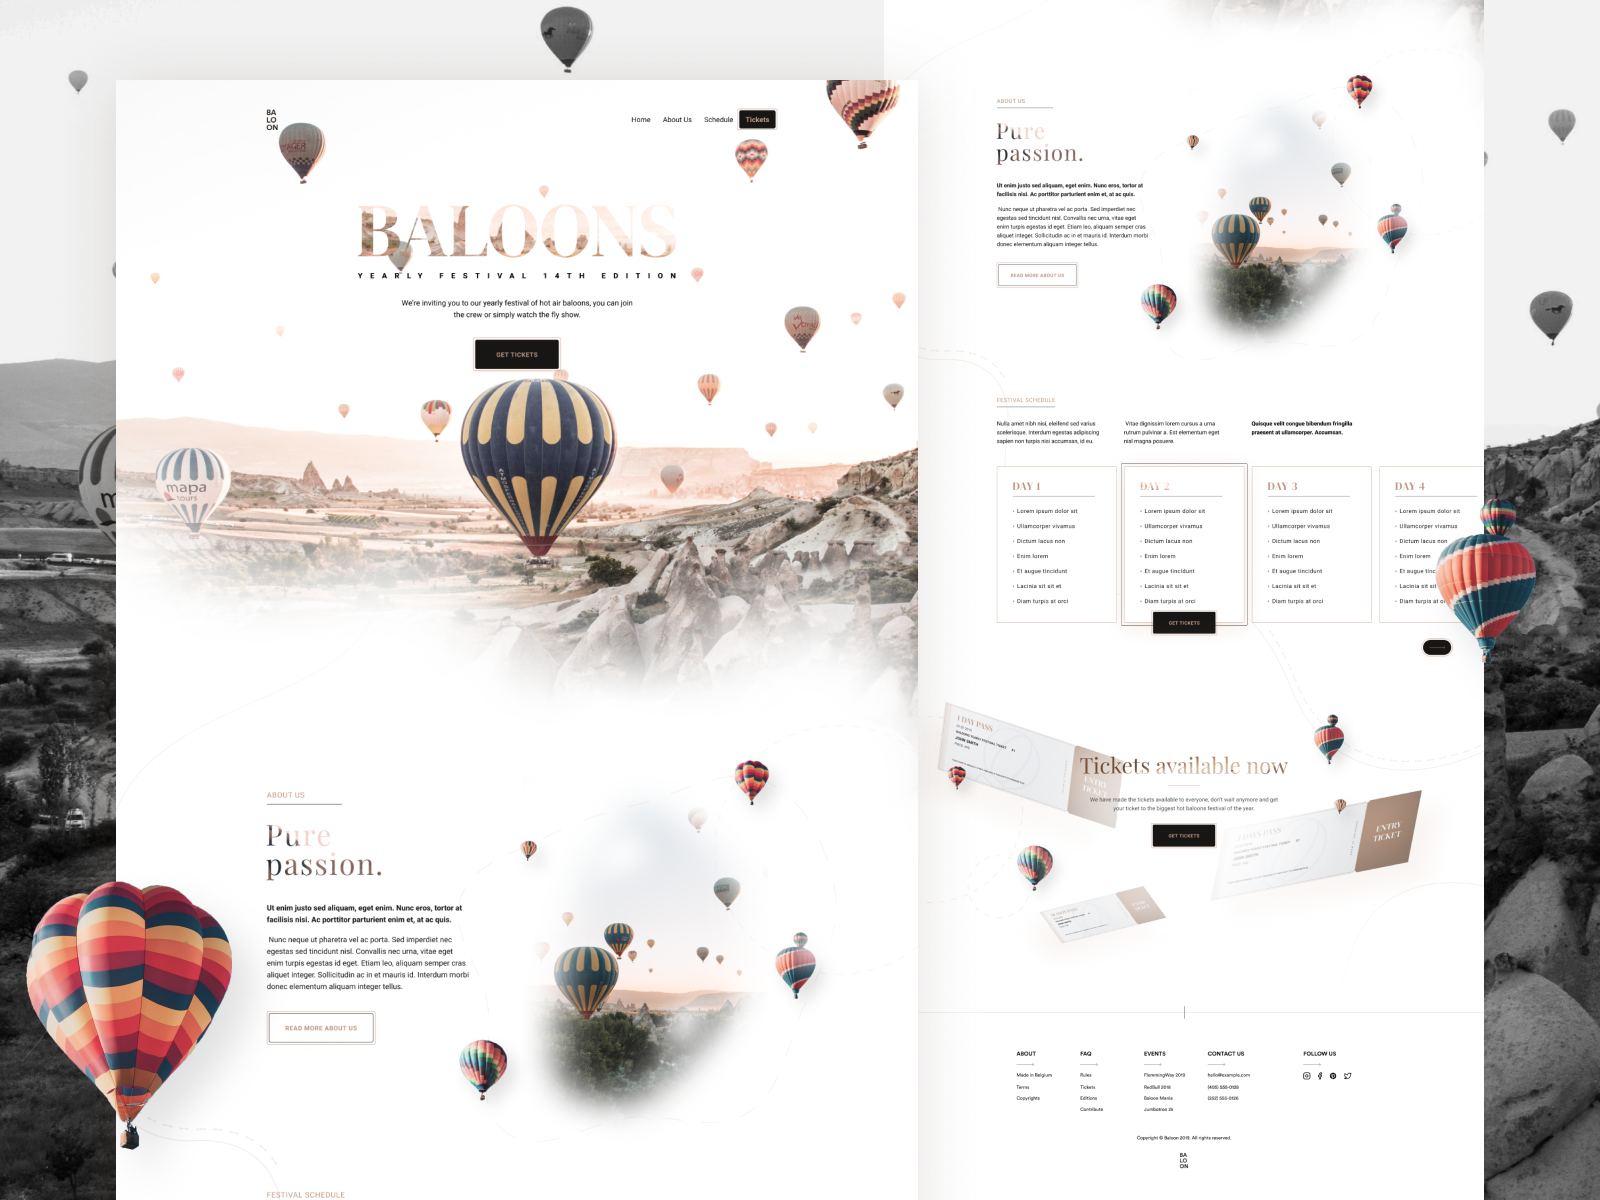 BA
LO
ON
Home
About Us
Schedule
Tickets
BALOONS
YEARLY FESTIVAL 14TH EDITION
We're inviting you to our yearly festival of hot air baloons, you can join
the crew or simply watch the fly show.
GET TICKETS
mapa
tours
ABOUT US
Pure
passion.
Ut enim justo sed aliquam, eget enim. Nunc eros, tortor at
facilisis nisi. Ac porttitor parturient enim et, at ac quis.
Nunc neque ut pharetra vel ac porta. Sed imperdiet nec
egestas sed tincidunt nisl. Convallis nec urna, vitae eget
enim turpis egestas id eget. Etiam leo, aliquam semper cras
aliquet integer. Sollicitudin ac in et mauris id. Interdum morbi
donec elementum aliquam integer tellus.
READ MORE ABOUT US
FESTIVAL SCHEDULE
ABOUT US
Pure
passion.
Ut enim justo sed aliquam, eget enim. Nunc eros, tortor at
facilisis nisi. Ac porttitor parturient enim et, at ac quis.
Nunc neque ut pharetra vel ac porta. Sed imperdiet nec
egestas sed tincidunt nisl. Convallis nec urna, vitae eget
enim turpis egestas id eget. Etiam leo, aliquam semper cras
aliquet integer. Sollicitudin ac in et mauris id. Interdum morbi
donec elementum aliquam integer tellus.
READ MORE ABOUT US
FESTIVAL SCHEDULE
Nulla amet nibh nisi, eleifend sed varius
scelerisque. Interdum egestas adipiscing
sapien non turpis nisi accumsan, id eu.
Vitae dignissim lorem cursus a urna
rutrum pulvinar a. Est elementum eget
nisl magna posuere.
Quisque velit congue bibendum fringilla
praesent at ullamcorper. Accumsan.
DAY 1
Lorem ipsum dolor sit
Ullamcorper vivamus
Dictum lacus non
Enim lorem
Et augue tincidunt
Lacinia sit sit et
Diam turpis at orci
DAY 2
Lorem ipsum dolor sit
Ullamcorper vivamus
Dictum lacus non
Enim lorem
Et augue tincidunt
Lacinia sit sit et
Diam turpis at orci
GET TICKETS
DAY 3
Lorem ipsum dolor sit
Ullamcorper vivamus
Dictum lacus non
Enim lorem
Et augue tincidunt
Lacinia sit sit et
Diam turpis at orci
DAY 4
Lorem ipsum dolor sit
Ullamcorper vivamus
Dictum lacus non
Enim lorem
Et augue tinc
Lacinia sit sit
Diam turpis at o
1 DAY PASS
JOHN SMITH
ENTRY
TICKET
Tickets available now
We have made the tickets available to everyone, don't wait anymore and get
your ticket to the biggest hot baloons festival of the year.
GET TICKETS
DAYS PASS
JOHN SMITH
ENTRY
TICKET
ABOUT
Made in Belgium
Terms
Copyrights
FAQ
Rules
Tickets
Editions
Contribute
EVENTS
FlemmingWay 2019
RedBull 2018
Baloon Mania
Jumbotron 2k
CONTACT US
hello@example.com
(405) 555-0128
(252) 555-0126
FOLLOW US
Copyright © Baloon 2019. All rights reserved.
BA
LO
ON